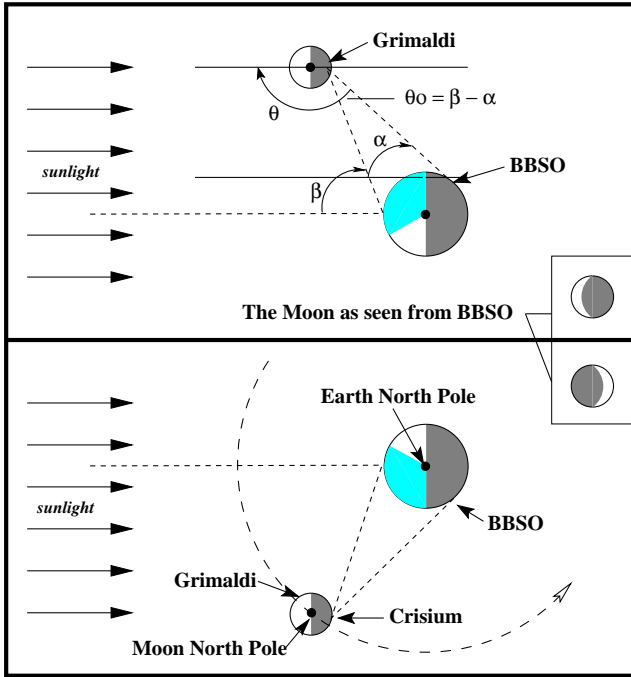 Grimaldi
θo = β − α
θ
α
BBSO
sunlight
β
The Moon as seen from BBSO
Earth North Pole
sunlight
BBSO
Grimaldi
Crisium
Moon North Pole